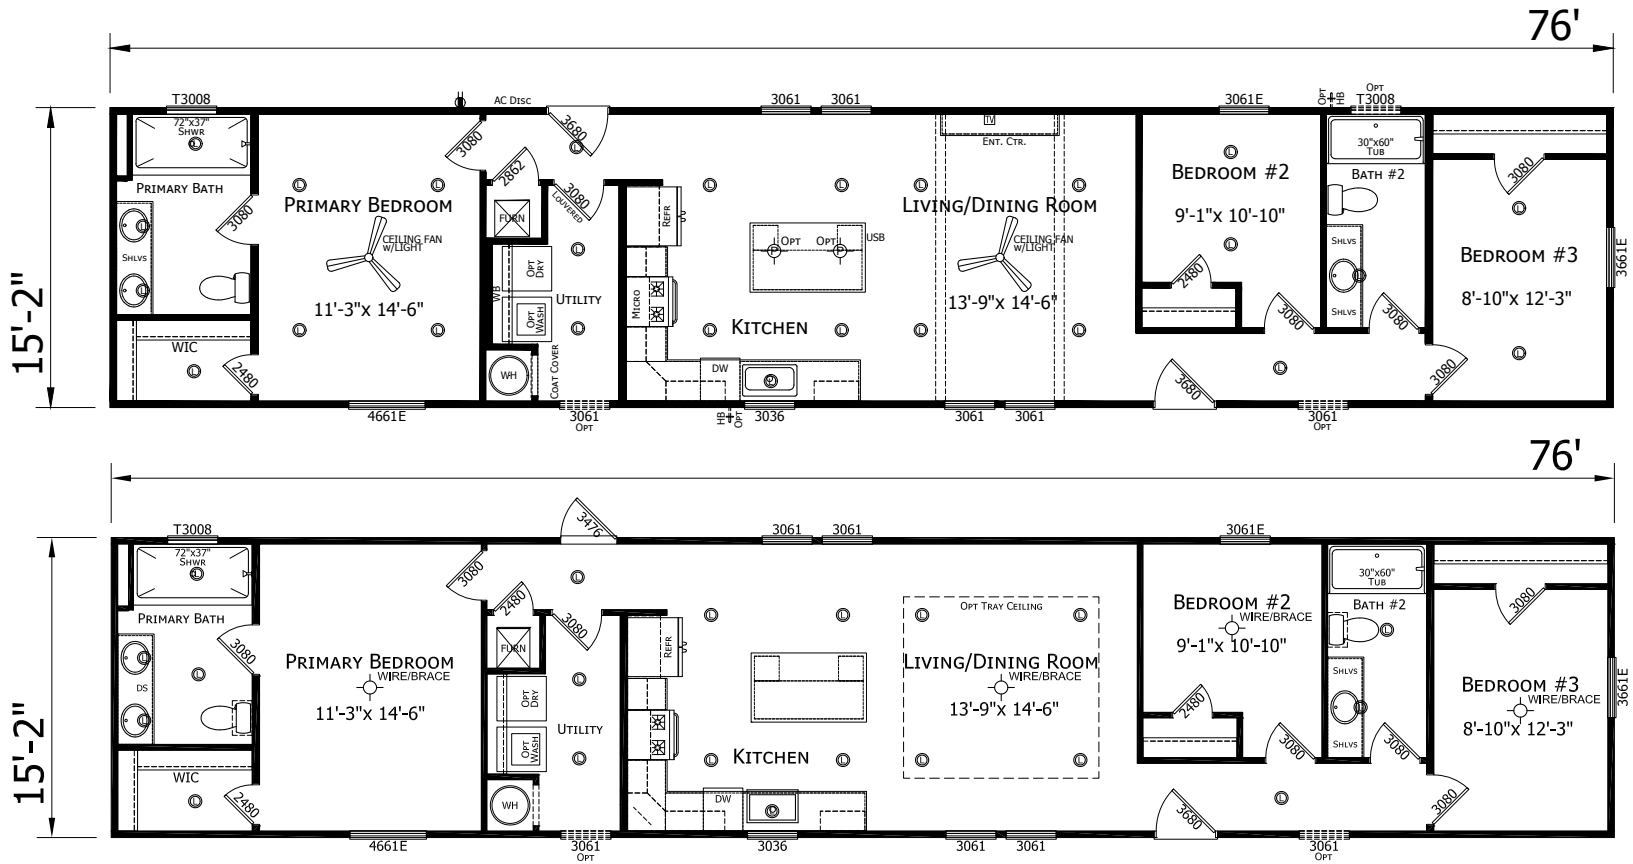 76'
15'-2"
T3008
AC Disc
3680
3061
3061
3061E
Opt
HB
Opt
T3008
72"x37"
Shwr
3080
2862
3080
Louvered
TV
Ent. Ctr.
30"x60"
Tub
3080
Primary Bath
3080
Shlvs
Primary Bedroom
Ceiling Fan
w/Light
11'-3"x 14'-6"
Furn
Refr
Opt
Opt
USB
Living/Dining Room
Ceiling Fan
w/Light
13'-9"x 14'-6"
Bedroom #2
9'-1"x 10'-10"
Bath #2
Shlvs
Shlvs
Bedroom #3
8'-10"x 12'-3"
3661E
WB
Opt
Dry
Opt
Wash
Utility
Micro
Kitchen
2480
3080
3080
WIC
2480
WH
Coat Cover
DW
3680
3080
4661E
3061
Opt
HB
Opt
3036
3061
3061
3061
Opt
76'
15'-2"
T3008
3476
3061
3061
3061E
72"x37"
Shwr
3080
2480
3080
30"x60"
Tub
3080
Primary Bath
3080
DS
Primary Bedroom
WIRE/BRACE
11'-3"x 14'-6"
Furn
Refr
Opt Tray Ceiling
Living/Dining Room
WIRE/BRACE
13'-9"x 14'-6"
Bedroom #2
WIRE/BRACE
9'-1"x 10'-10"
Bath #2
Shlvs
Shlvs
Bedroom #3
WIRE/BRACE
8'-10"x 12'-3"
3661E
Opt
Dry
Opt
Wash
Utility
Kitchen
2480
3080
3080
WIC
2480
WH
DW
3680
3080
4661E
3061
Opt
3036
3061
3061
3061
Opt